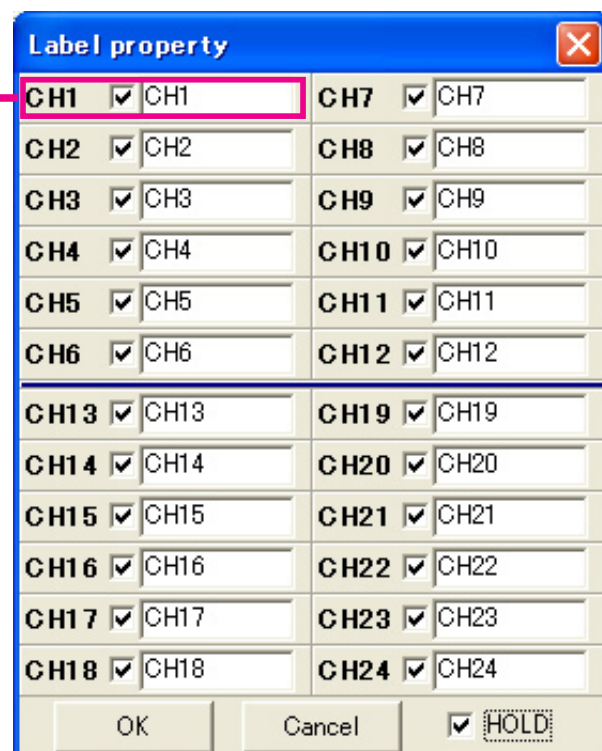 Label property
CH1 CH1 CH7 CH7
CH2 CH2 CH8 CH8
CH3 CH3 CH9 CH9
CH4 CH4 CH10 CH10
CH5 CH5 CH11 CH11
CH6 CH6 CH12 CH12
CH13 CH13 CH19 CH19
CH14 CH14 CH20 CH20
CH15 CH15 CH21 CH21
CH16 CH16 CH22 CH22
CH17 CH17 CH23 CH23
CH18 CH18 CH24 CH24
OK Cancel HOLD